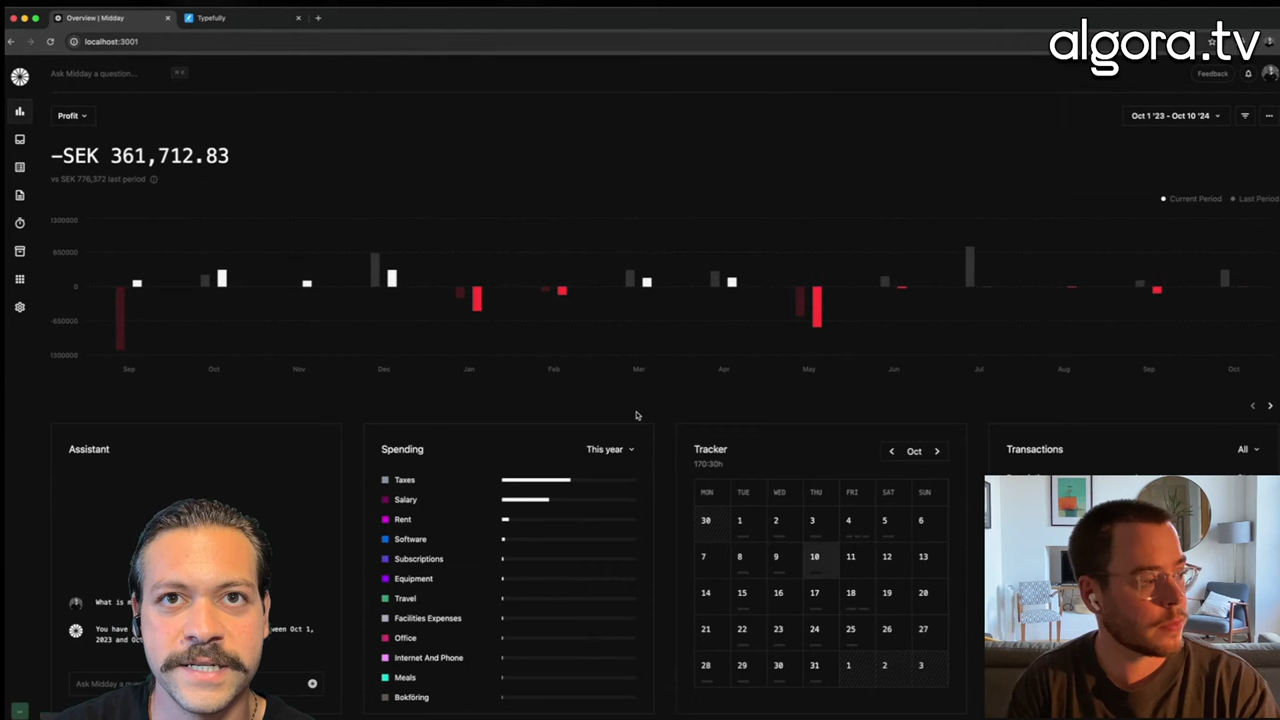 Overview | Midday
Typefully
localhost:3001
algora.tv
Ask Midday a question...
⌘K
Feedback
Profit
Oct 1 '23 - Oct 10 '24
-SEK 361,712.83
vs SEK 776,372 last period
Current Period
Last Period
1300000
650000
0
-650000
1300000
Sep Oct Nov Dec Jan Feb Mar Apr May Jun Jul Aug Sep Oct
Assistant
What is m
You have
ween Oct 1,
2023 and Oc
Ask Midday a qu
Spending
This year
Taxes
Salary
Rent
Software
Subscriptions
Equipment
Travel
Facilities Expenses
Office
Internet And Phone
Meals
Bokföring
Tracker
170:30h
Oct
MON TUE WED THU FRI SAT SUN
30 1 2 3 4 5 6
7 8 9 10 11 12 13
14 15 16 17 18 19 20
21 22 23 24 25 26 27
28 29 30 31 1 2 3
Transactions
All